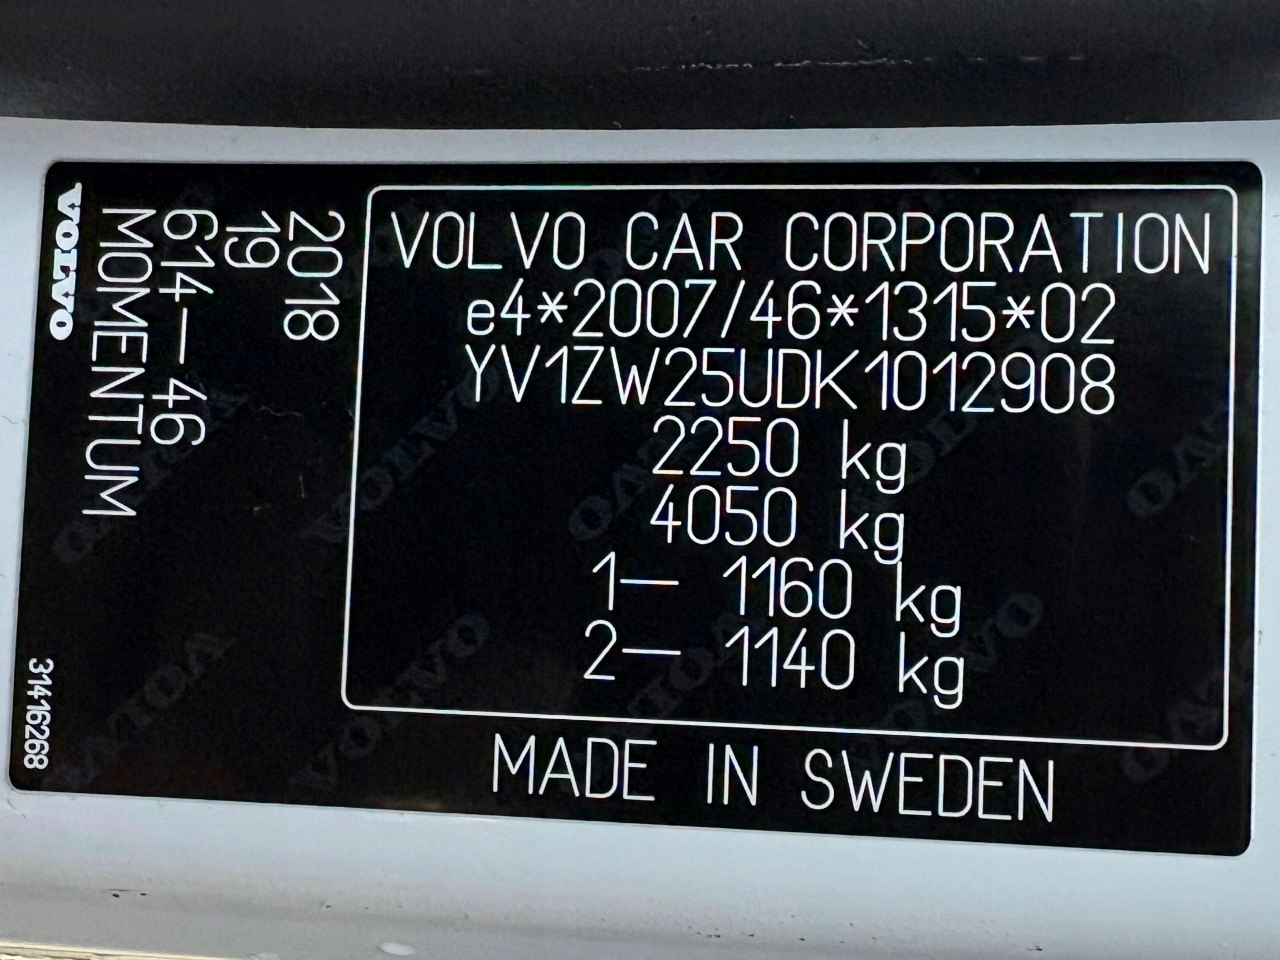 VOLVO CAR CORPORATION
e4*2007/46*1315*02
YV1ZW25UDK1012908
2250 kg
4050 kg
1— 1160 kg
2— 1140 kg
MADE IN SWEDEN
2018
19
614—46
MOMENTUM
VOLVO
31416268